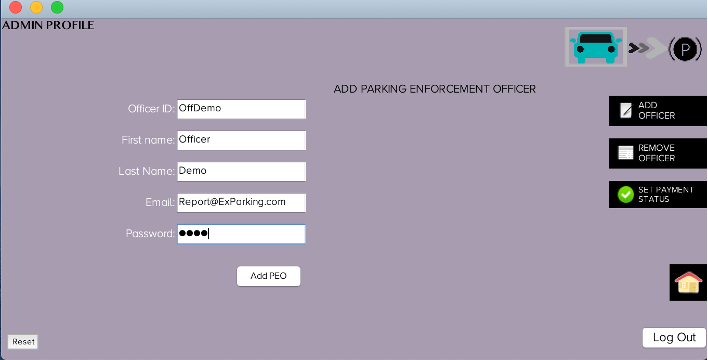 ADMIN PROFILE
(P)
ADD PARKING ENFORCEMENT OFFICER
Officer ID: OffDemo
First name: Officer
Last Name: Demo
Email: Report@ExParking.com
Password: ●●●●
Add PEO
ADD
OFFICER
REMOVE
OFFICER
SET PAYMENT
STATUS
Reset
Log Out